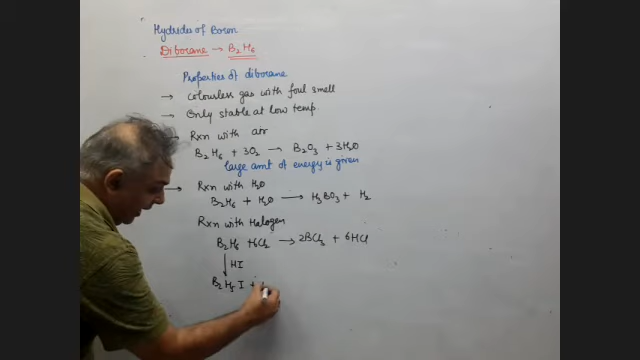 Hydrides of Boron
Diborane → B₂H₆
Properties of diborane
→ Colourless gas with foul smell
→ Only stable at low temp.
→ Rxn with air
B₂H₆ + 3O₂ → B₂O₃ + 3H₂O
large amt of energy is given
→ Rxn with H₂O
B₂H₆ + H₂O → H₃BO₃ + H₂
Rxn with Halogen
B₂H₆ + 6Cl₂ → 2BCl₃ + 6HCl
↓ HI
B₂H₅I +